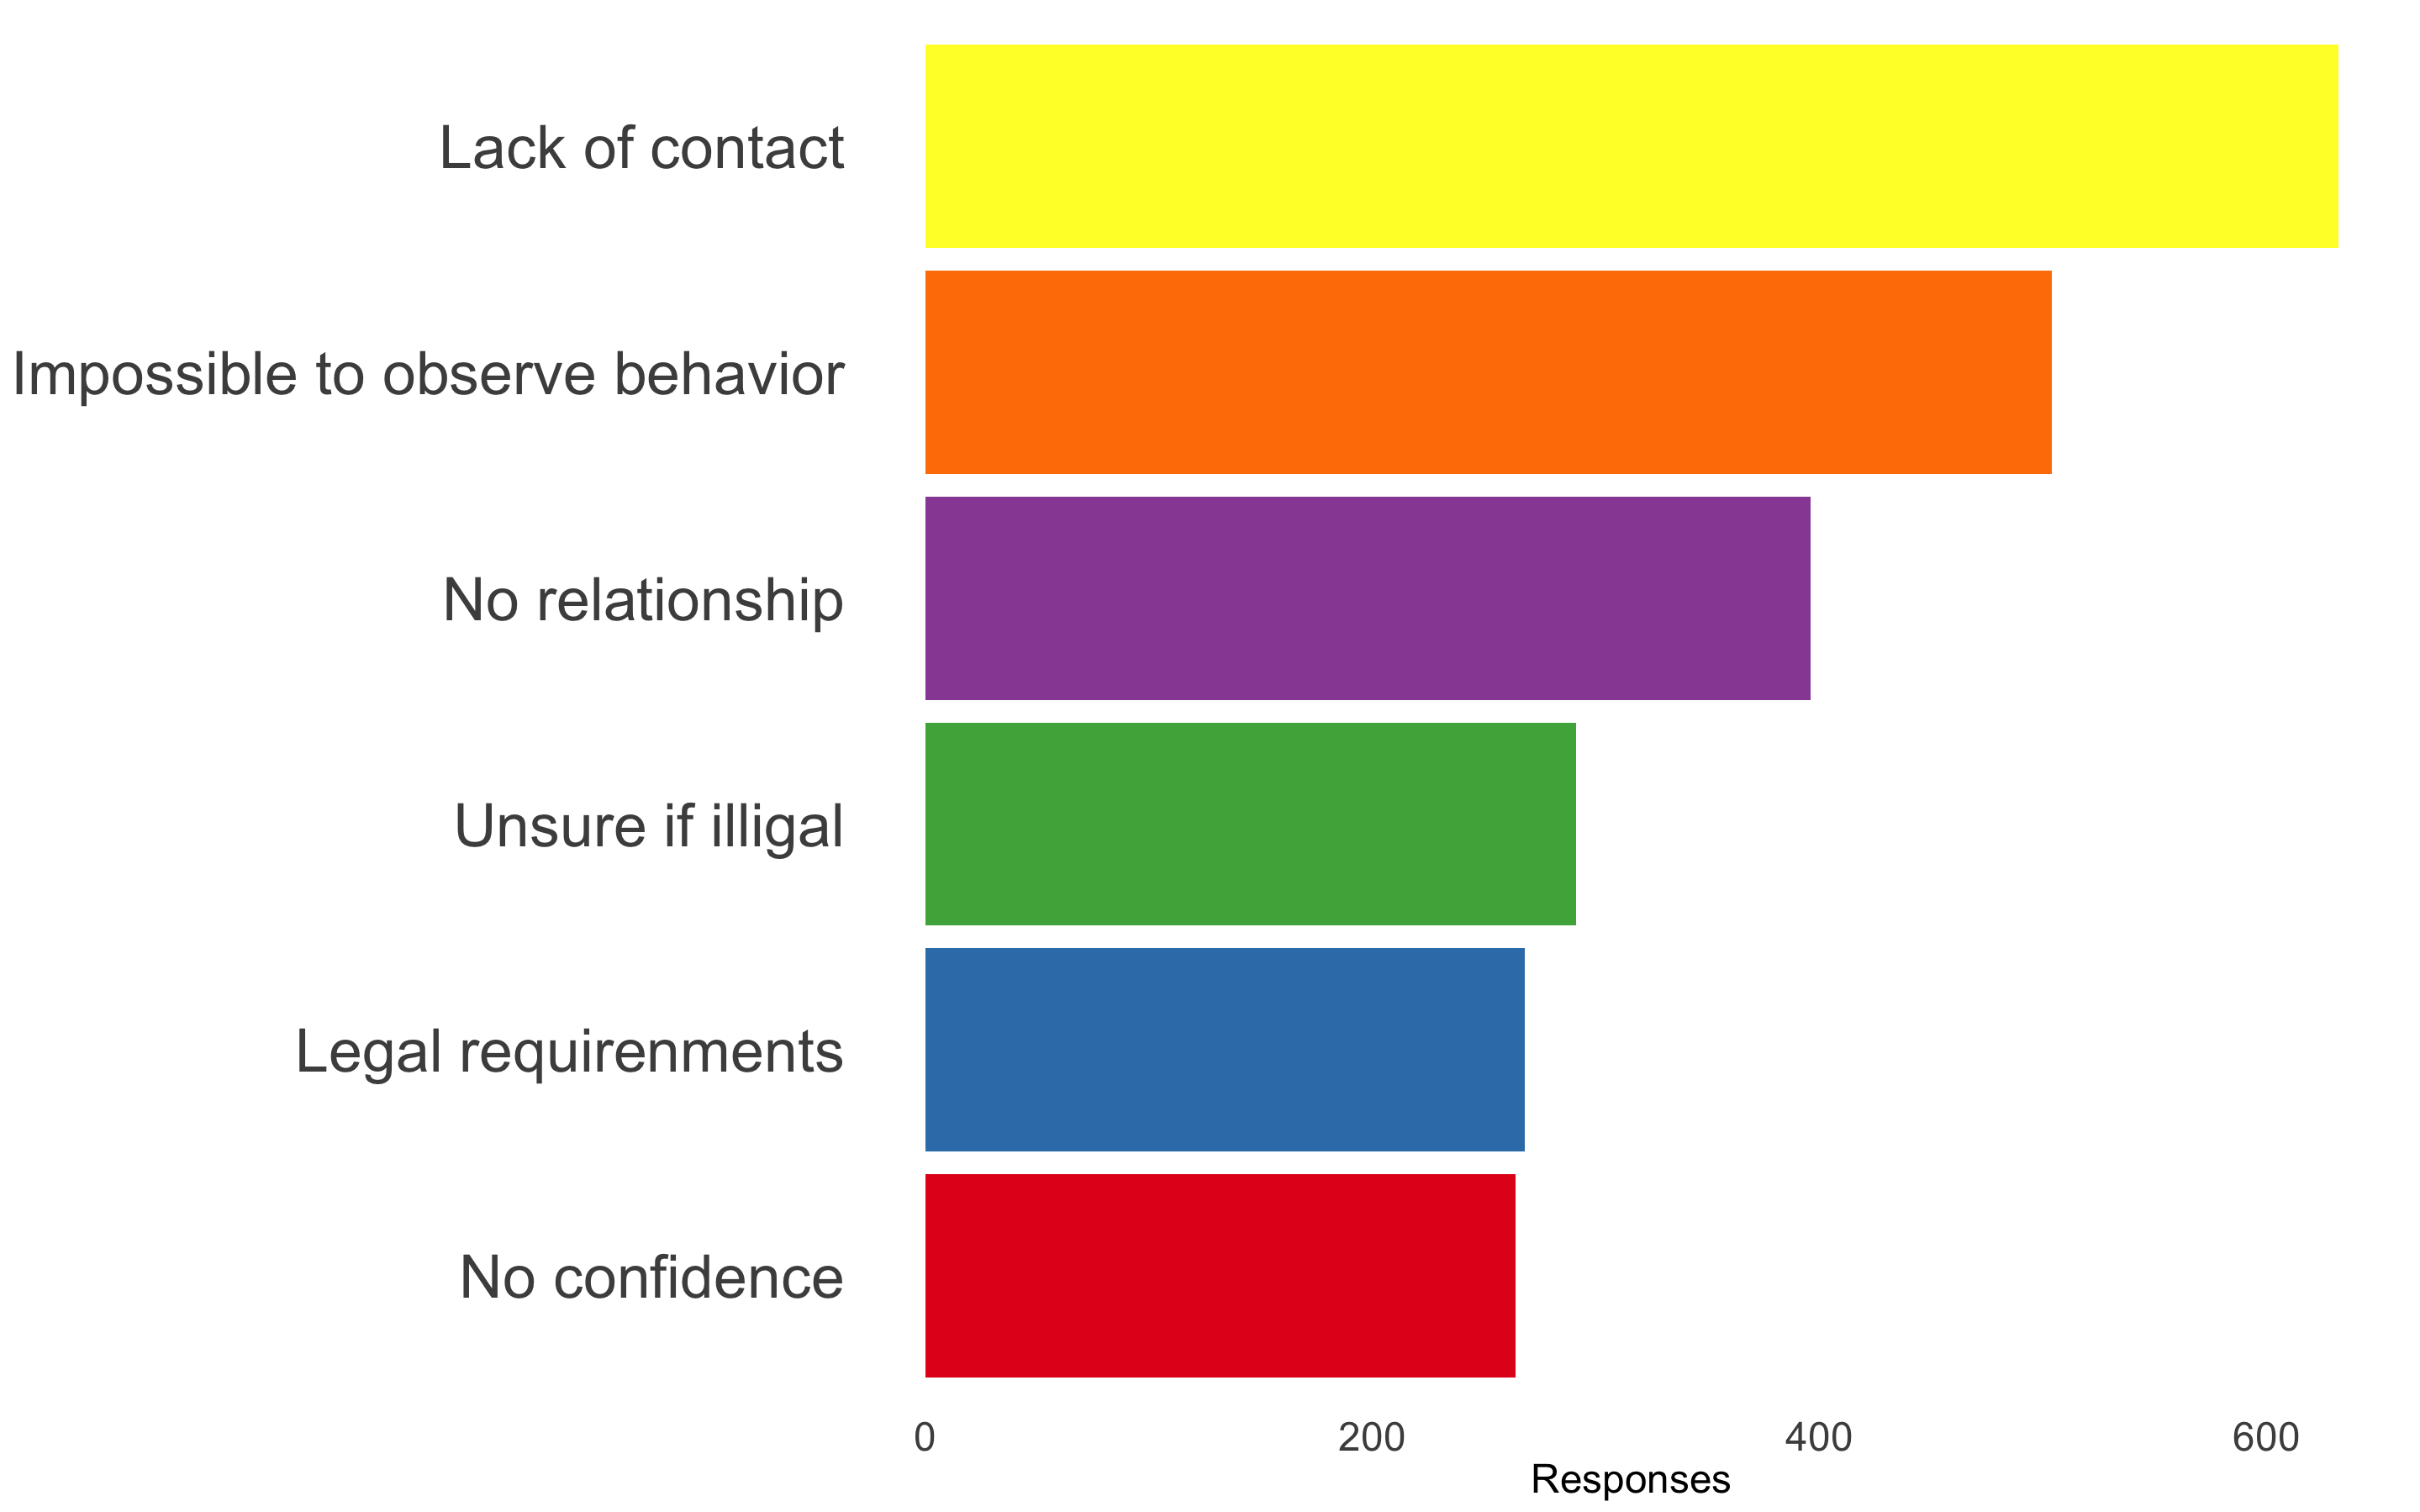 Lack of contact
Impossible to observe behavior
No relationship
Unsure if illigal
Legal requirenments
No confidence
0 200 400 600
Responses